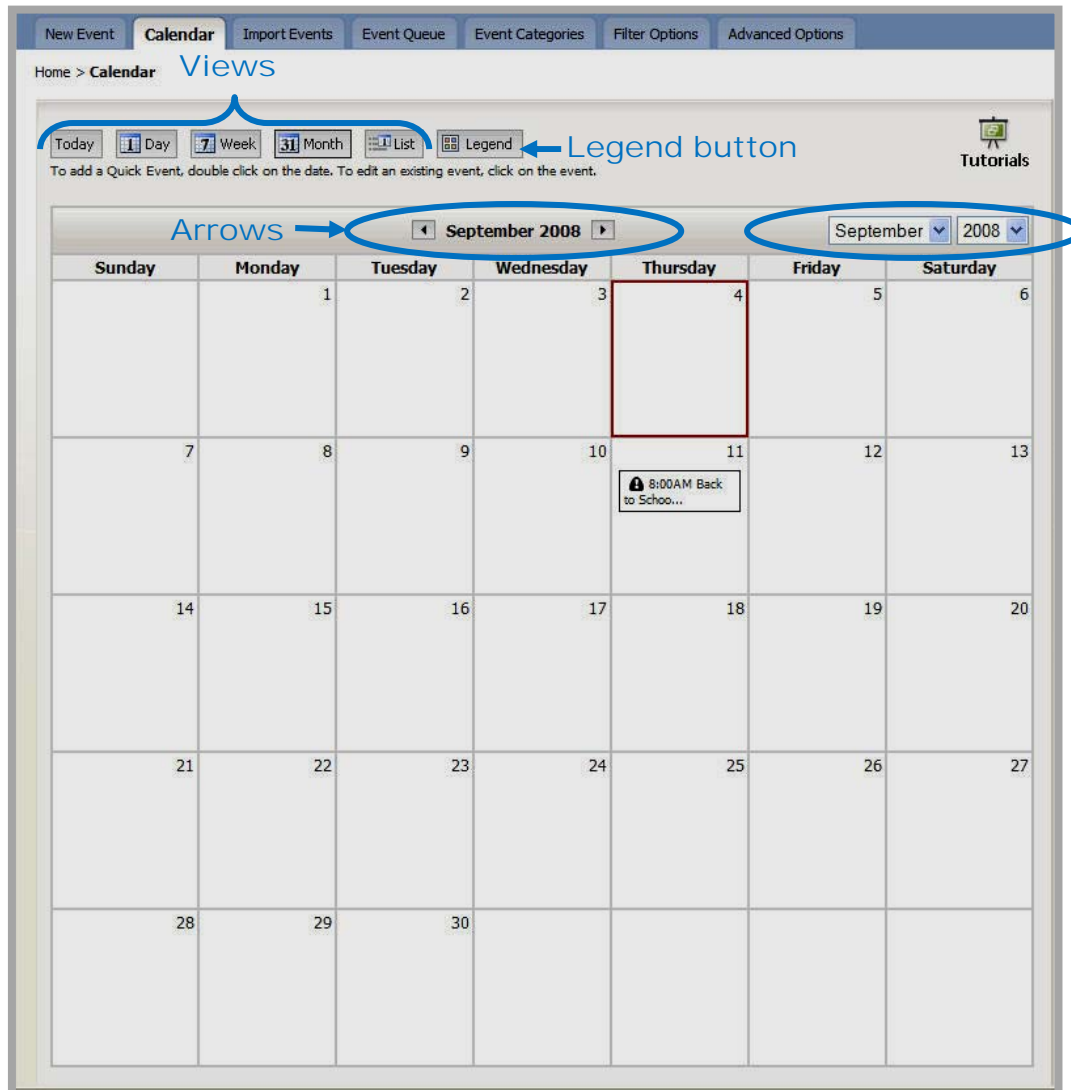 New Event Calendar Import Events Event Queue Event Categories Filter Options Advanced Options
Home > Calendar Views
Today 1 Day 7 Week 31 Month 1 List Legend Legend button
Tutorials
To add a Quick Event, double click on the date. To edit an existing event, click on the event.
Arrows September 2008 September 2008
Sunday Monday Tuesday Wednesday Thursday Friday Saturday
1 2 3 4 5 6
7 8 9 10 11 12 13
8:00AM Back
to Schoo...
14 15 16 17 18 19 20
21 22 23 24 25 26 27
28 29 30